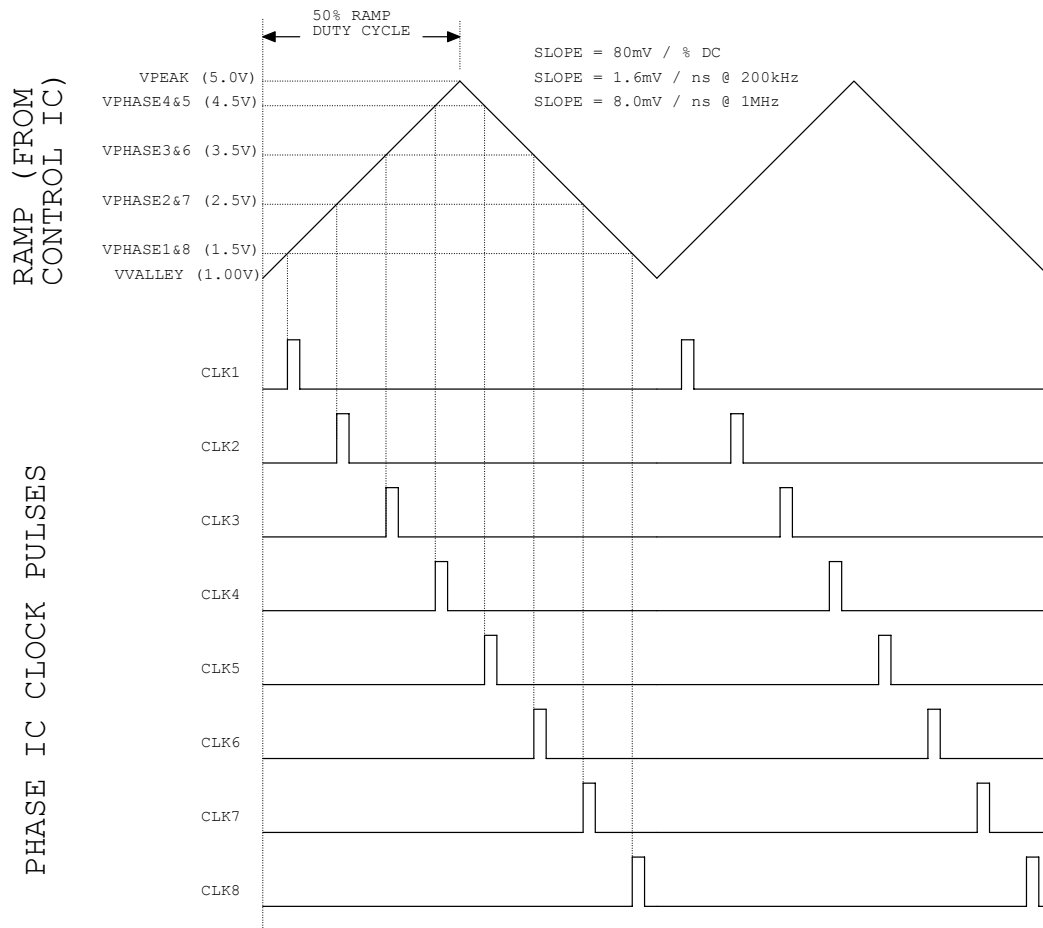 50% RAMP
DUTY CYCLE
SLOPE = 80mV / % DC
SLOPE = 1.6mV / ns @ 200kHz
SLOPE = 8.0mV / ns @ 1MHz
RAMP (FROM
CONTROL IC)
VPEAK (5.0V)
VPHASE4&5 (4.5V)
VPHASE3&6 (3.5V)
VPHASE2&7 (2.5V)
VPHASE1&8 (1.5V)
VVALLEY (1.00V)
PHASE IC CLOCK PULSES
CLK1
CLK2
CLK3
CLK4
CLK5
CLK6
CLK7
CLK8